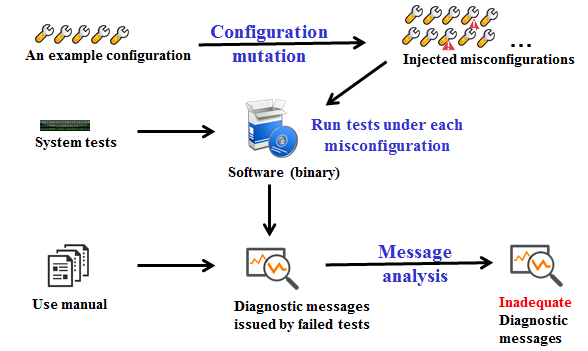 Configuration
mutation
An example configuration
...
Injected misconfigurations
System tests
Run tests under each
misconfiguration
Software (binary)
Message
analysis
Use manual
Diagnostic messages
issued by failed tests
Inadequate
Diagnostic
messages